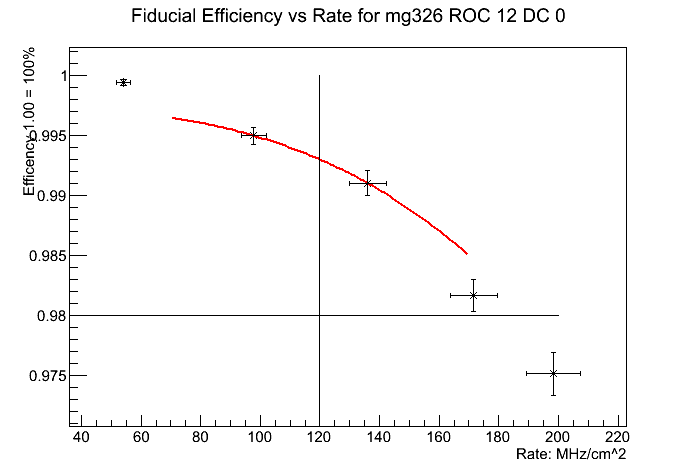 Fiducial Efficiency vs Rate for mg326 ROC 12 DC 0
Efficency 1.00 = 100%
1
0.995
0.99
0.985
0.98
0.975
40 60 80 100 120 140 160 180 200 220
Rate: MHz/cm^2